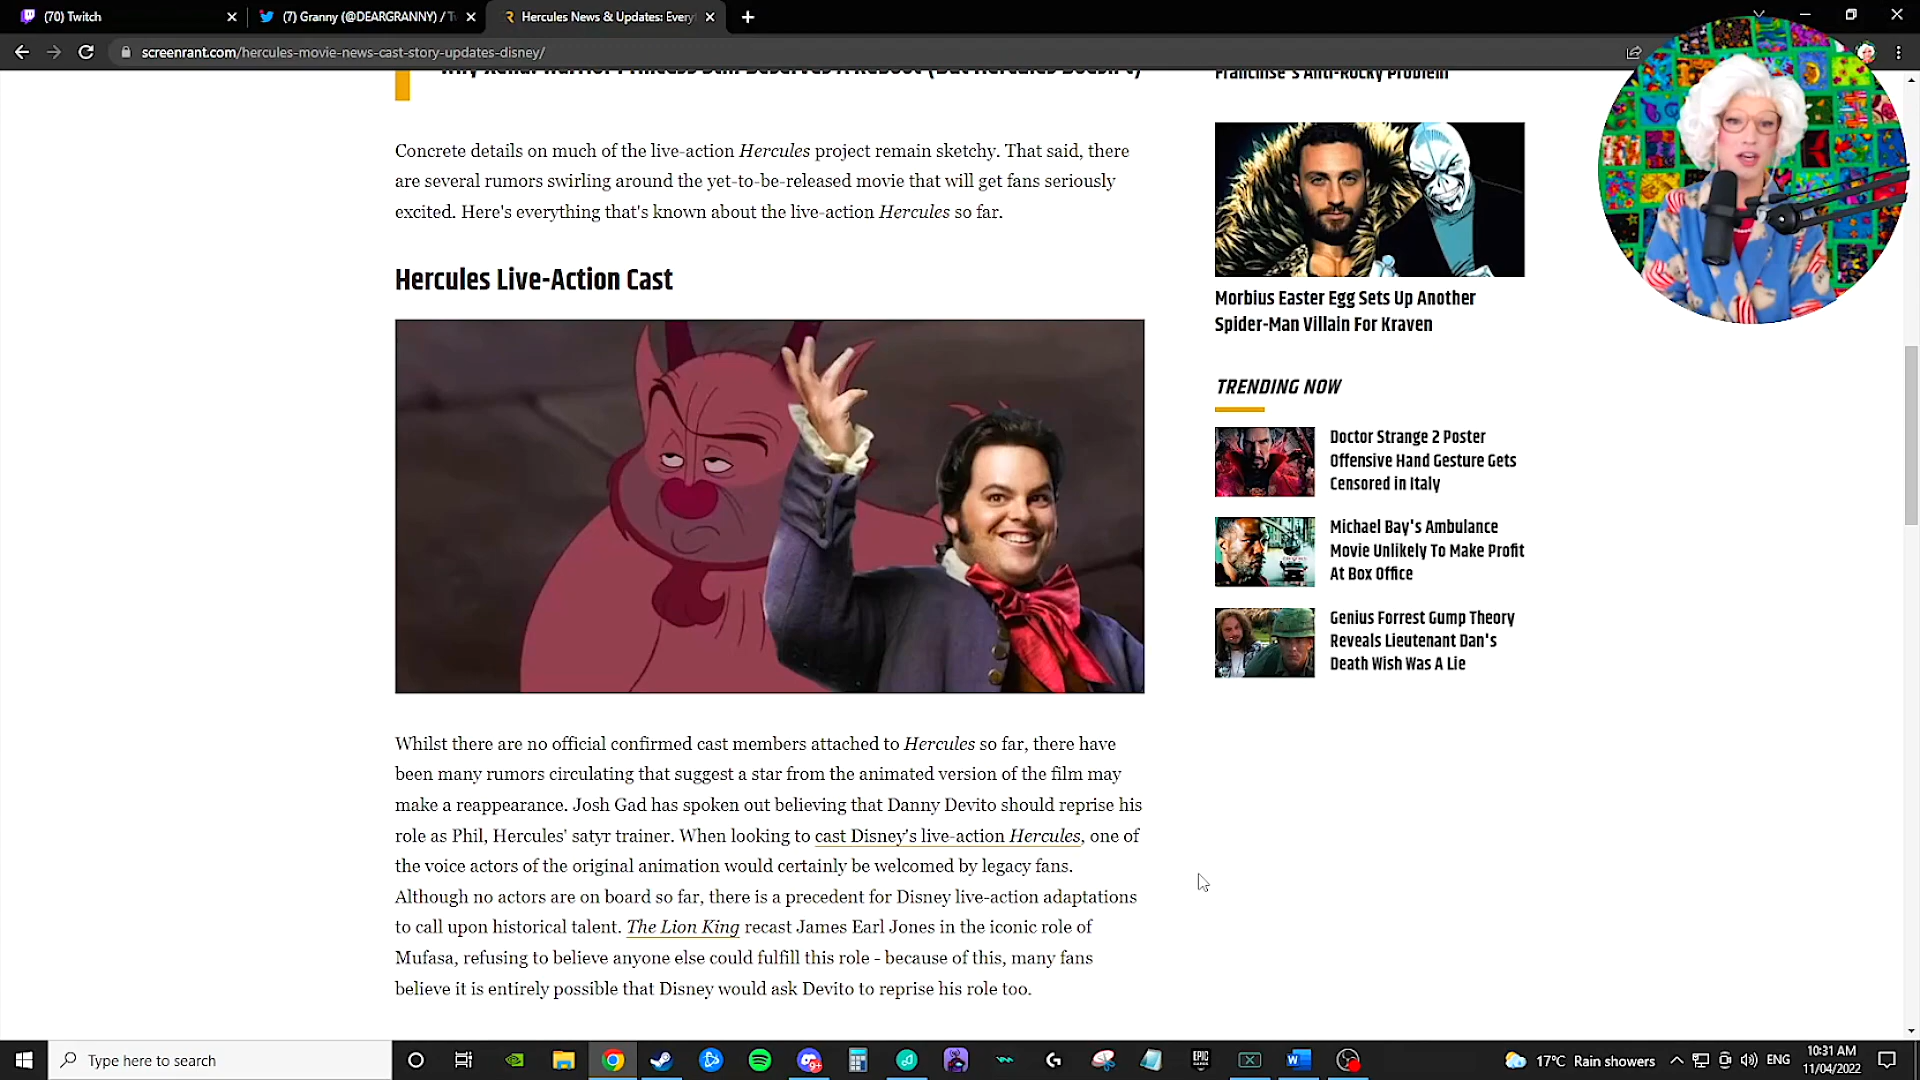 (70) Twitch
(7) Granny (@DEARGRANNY) / Tw
Hercules News & Updates: Every
screenrant.com/hercules-movie-news-cast-story-updates-disney/
Why Xena: Warrior Princess Still Deserves A Reboot (But Hercules Doesn't)
Concrete details on much of the live-action Hercules project remain sketchy. That said, there
are several rumors swirling around the yet-to-be-released movie that will get fans seriously
excited. Here's everything that's known about the live-action Hercules so far.
Hercules Live-Action Cast
Whilst there are no official confirmed cast members attached to Hercules so far, there have
been many rumors circulating that suggest a star from the animated version of the film may
make a reappearance. Josh Gad has spoken out believing that Danny Devito should reprise his
role as Phil, Hercules' satyr trainer. When looking to cast Disney's live-action Hercules, one of
the voice actors of the original animation would certainly be welcomed by legacy fans.
Although no actors are on board so far, there is a precedent for Disney live-action adaptations
to call upon historical talent. The Lion King recast James Earl Jones in the iconic role of
Mufasa, refusing to believe anyone else could fulfill this role - because of this, many fans
believe it is entirely possible that Disney would ask Devito to reprise his role too.
Franchise's Anti-Rocky Problem
Morbius Easter Egg Sets Up Another
Spider-Man Villain For Kraven
TRENDING NOW
Doctor Strange 2 Poster
Offensive Hand Gesture Gets
Censored in Italy
Michael Bay's Ambulance
Movie Unlikely To Make Profit
At Box Office
Genius Forrest Gump Theory
Reveals Lieutenant Dan's
Death Wish Was A Lie
Type here to search
9+
EPIC
17°C Rain showers
ENG
10:31 AM
11/04/2022